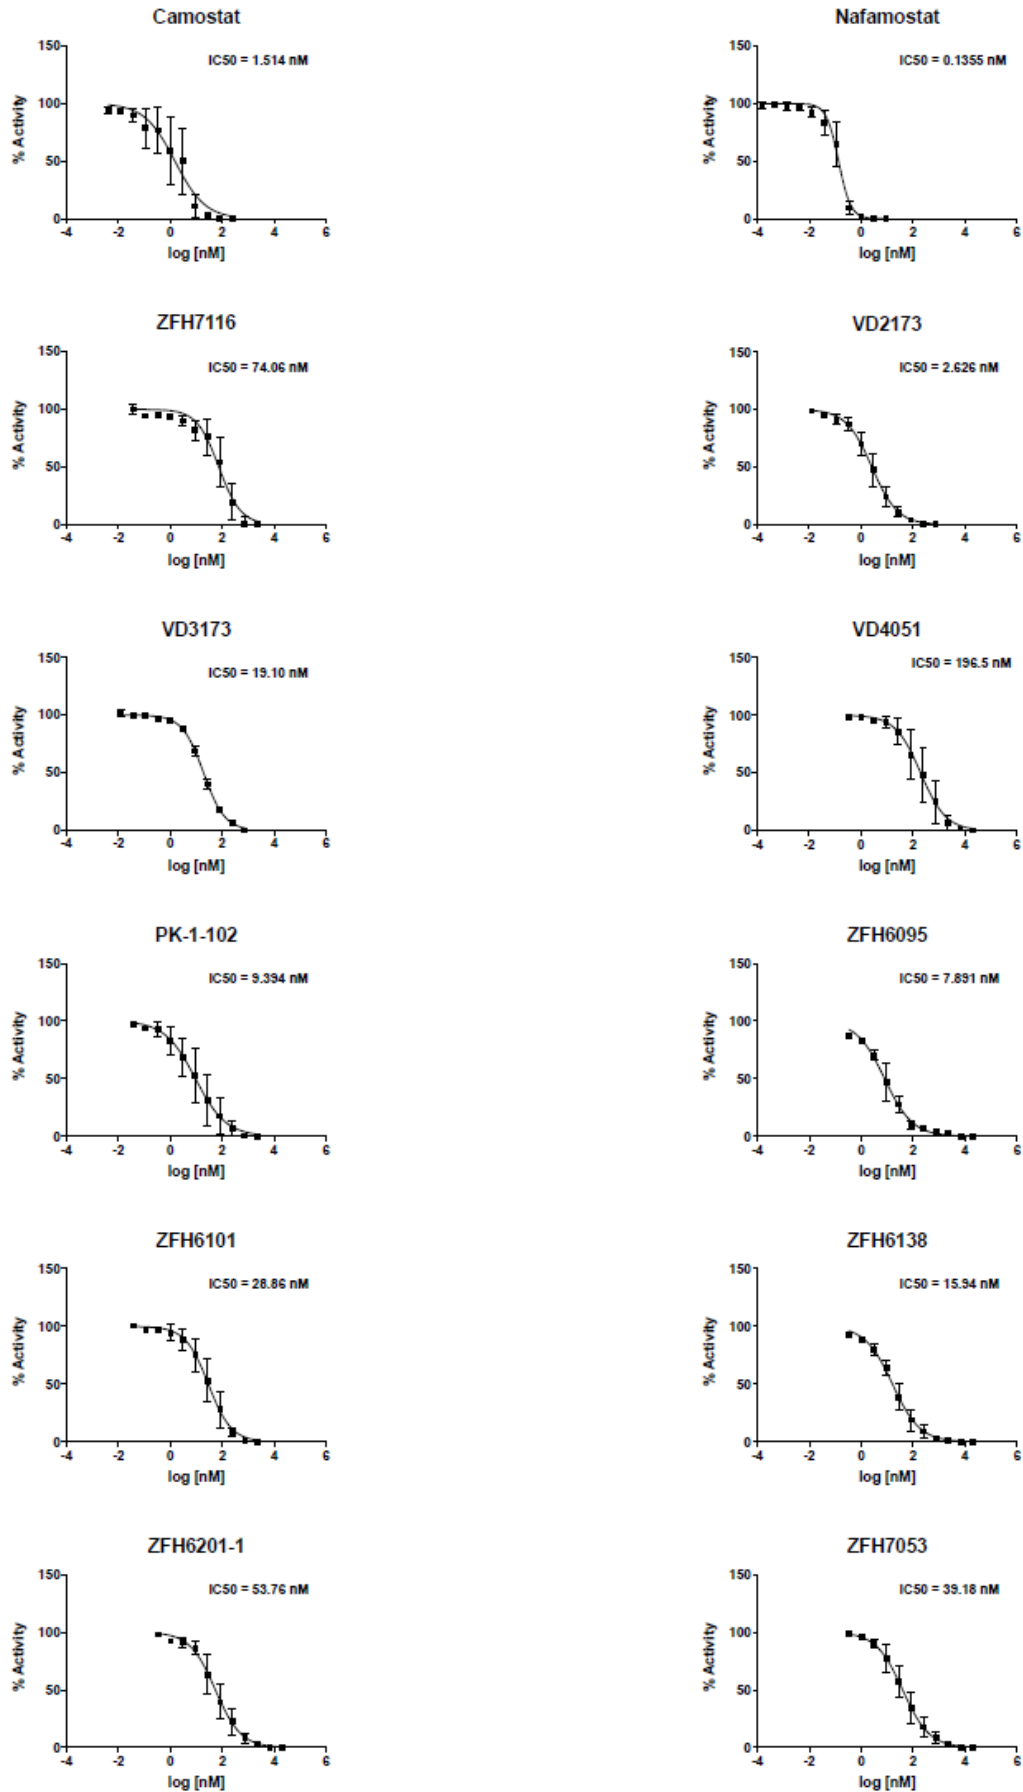 Camostat
IC50 = 1.514 nM
150
100
50
0
% Activity
-4 -2 0 2 4 6
log [nM]
Nafamostat
IC50 = 0.1355 nM
150
100
50
0
% Activity
-4 -2 0 2 4 6
log [nM]
ZFH7116
IC50 = 74.06 nM
150
100
50
0
% Activity
-4 -2 0 2 4 6
log [nM]
VD2173
IC50 = 2.626 nM
150
100
50
0
% Activity
-4 -2 0 2 4 6
log [nM]
VD3173
IC50 = 19.10 nM
150
100
50
0
% Activity
-4 -2 0 2 4 6
log [nM]
VD4051
IC50 = 196.5 nM
150
100
50
0
% Activity
-4 -2 0 2 4 6
log [nM]
PK-1-102
IC50 = 9.394 nM
150
100
50
0
% Activity
-4 -2 0 2 4 6
log [nM]
ZFH6095
IC50 = 7.891 nM
150
100
50
0
% Activity
-4 -2 0 2 4 6
log [nM]
ZFH6101
IC50 = 28.86 nM
150
100
50
0
% Activity
-4 -2 0 2 4 6
log [nM]
ZFH6138
IC50 = 15.94 nM
150
100
50
0
% Activity
-4 -2 0 2 4 6
log [nM]
ZFH6201-1
IC50 = 53.76 nM
150
100
50
0
% Activity
-4 -2 0 2 4 6
log [nM]
ZFH7053
IC50 = 39.18 nM
150
100
50
0
% Activity
-4 -2 0 2 4 6
log [nM]